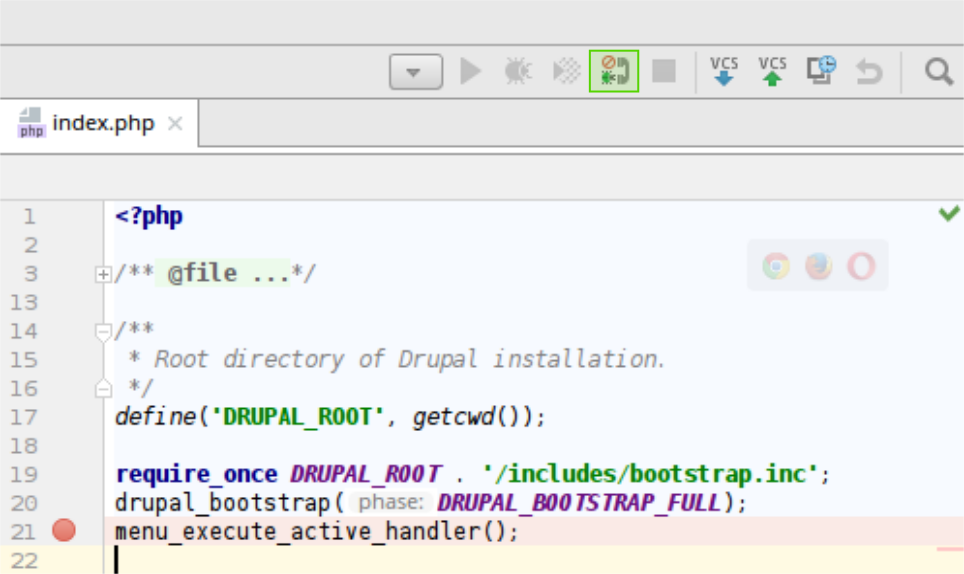 VCS VCS
php index.php
1 <?php
2
3 /** @file ...*/
13
14 /**
15 * Root directory of Drupal installation.
16 */
17 define('DRUPAL_ROOT', getcwd());
18
19 require_once DRUPAL_ROOT . '/includes/bootstrap.inc';
20 drupal_bootstrap( phase: DRUPAL_BOOTSTRAP_FULL);
21 menu_execute_active_handler();
22